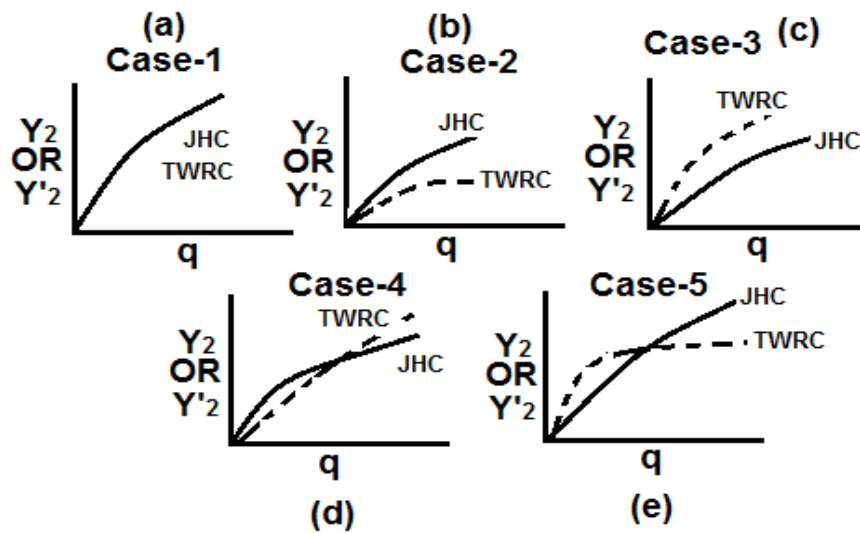 (a)
Case-1
Y2
OR
Y'2
JHC
TWRC
q
(b)
Case-2
Y2
OR
Y'2
JHC
TWRC
q
Case-3 (c)
Y2
OR
Y'2
TWRC
JHC
q
Case-4
Y2
OR
Y'2
TWRC
JHC
q
(d)
Case-5
Y2
OR
Y'2
JHC
TWRC
q
(e)